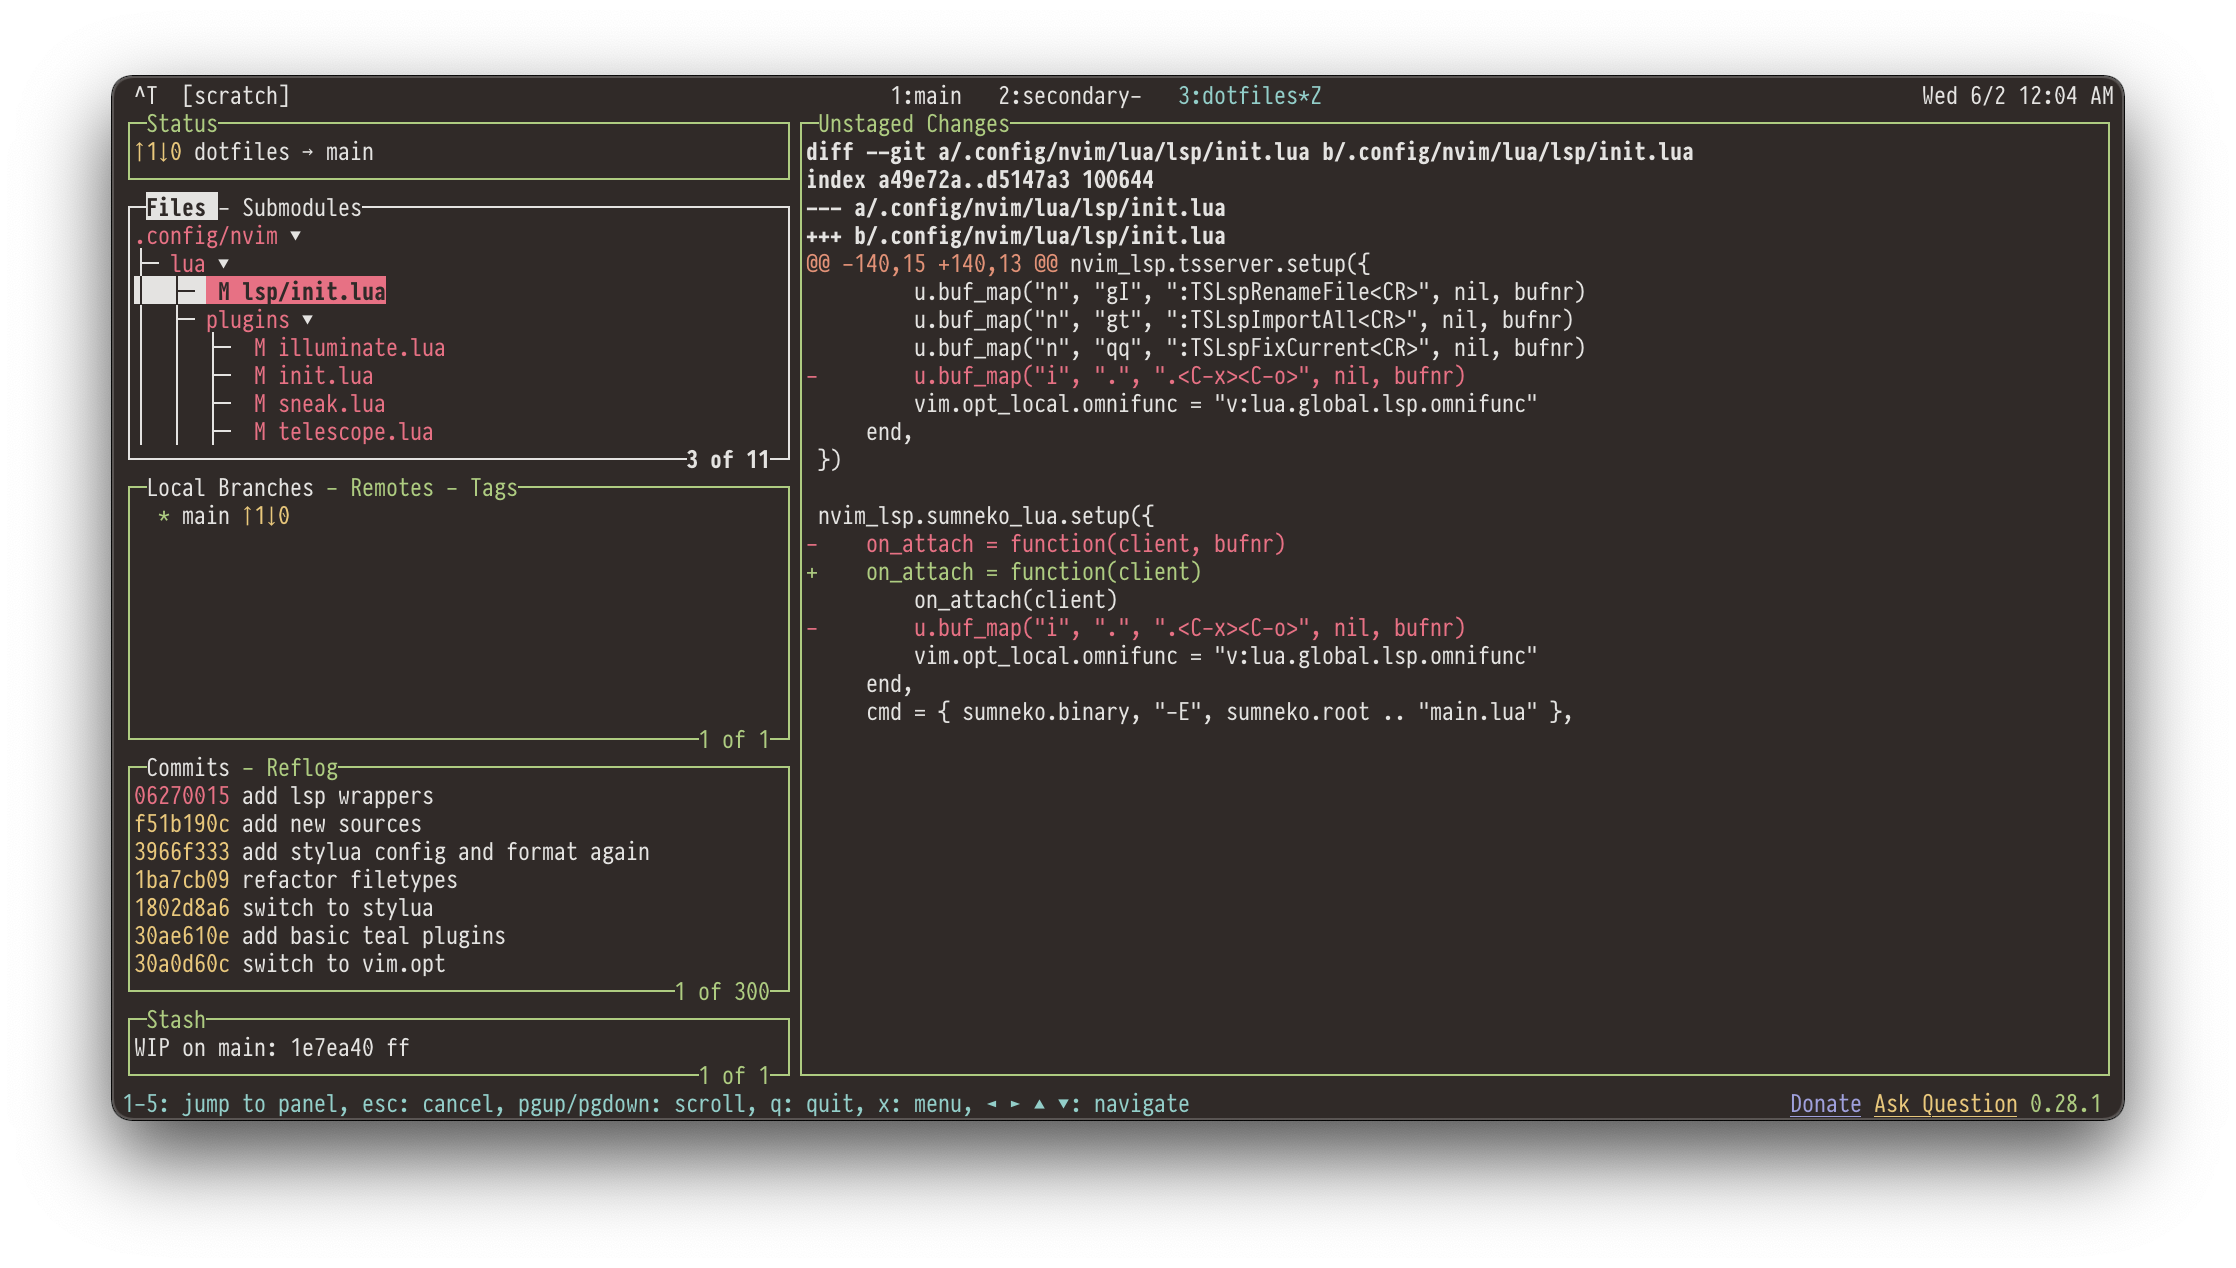 ^T [scratch] 1:main 2:secondary- 3:dotfiles*Z Wed 6/2 12:04 AM
Status
↑1↓0 dotfiles → main
Files - Submodules
.config/nvim ▼
lua ▼
M lsp/init.lua
plugins ▼
M illuminate.lua
M init.lua
M sneak.lua
M telescope.lua
3 of 11
Local Branches - Remotes - Tags
* main ↑1↓0
1 of 1
Commits - Reflog
06270015 add lsp wrappers
f51b190c add new sources
3966f333 add stylua config and format again
1ba7cb09 refactor filetypes
1802d8a6 switch to stylua
30ae610e add basic teal plugins
30a0d60c switch to vim.opt
1 of 300
Stash
WIP on main: 1e7ea40 ff
1 of 1
Unstaged Changes
diff --git a/.config/nvim/lua/lsp/init.lua b/.config/nvim/lua/lsp/init.lua
index a49e72a..d5147a3 100644
--- a/.config/nvim/lua/lsp/init.lua
+++ b/.config/nvim/lua/lsp/init.lua
@@ -140,15 +140,13 @@ nvim_lsp.tsserver.setup({
        u.buf_map("n", "gI", ":TSLspRenameFile<CR>", nil, bufnr)
        u.buf_map("n", "gt", ":TSLspImportAll<CR>", nil, bufnr)
        u.buf_map("n", "qq", ":TSLspFixCurrent<CR>", nil, bufnr)
-        u.buf_map("i", ".", ".<C-x><C-o>", nil, bufnr)
        vim.opt_local.omnifunc = "v:lua.global.lsp.omnifunc"
    end,
})
nvim_lsp.sumneko_lua.setup({
-    on_attach = function(client, bufnr)
+    on_attach = function(client)
        on_attach(client)
-        u.buf_map("i", ".", ".<C-x><C-o>", nil, bufnr)
        vim.opt_local.omnifunc = "v:lua.global.lsp.omnifunc"
    end,
    cmd = { sumneko.binary, "-E", sumneko.root .. "main.lua" },
1-5: jump to panel, esc: cancel, pgup/pgdown: scroll, q: quit, x: menu, ◄ ► ▲ ▼: navigate Donate Ask Question 0.28.1